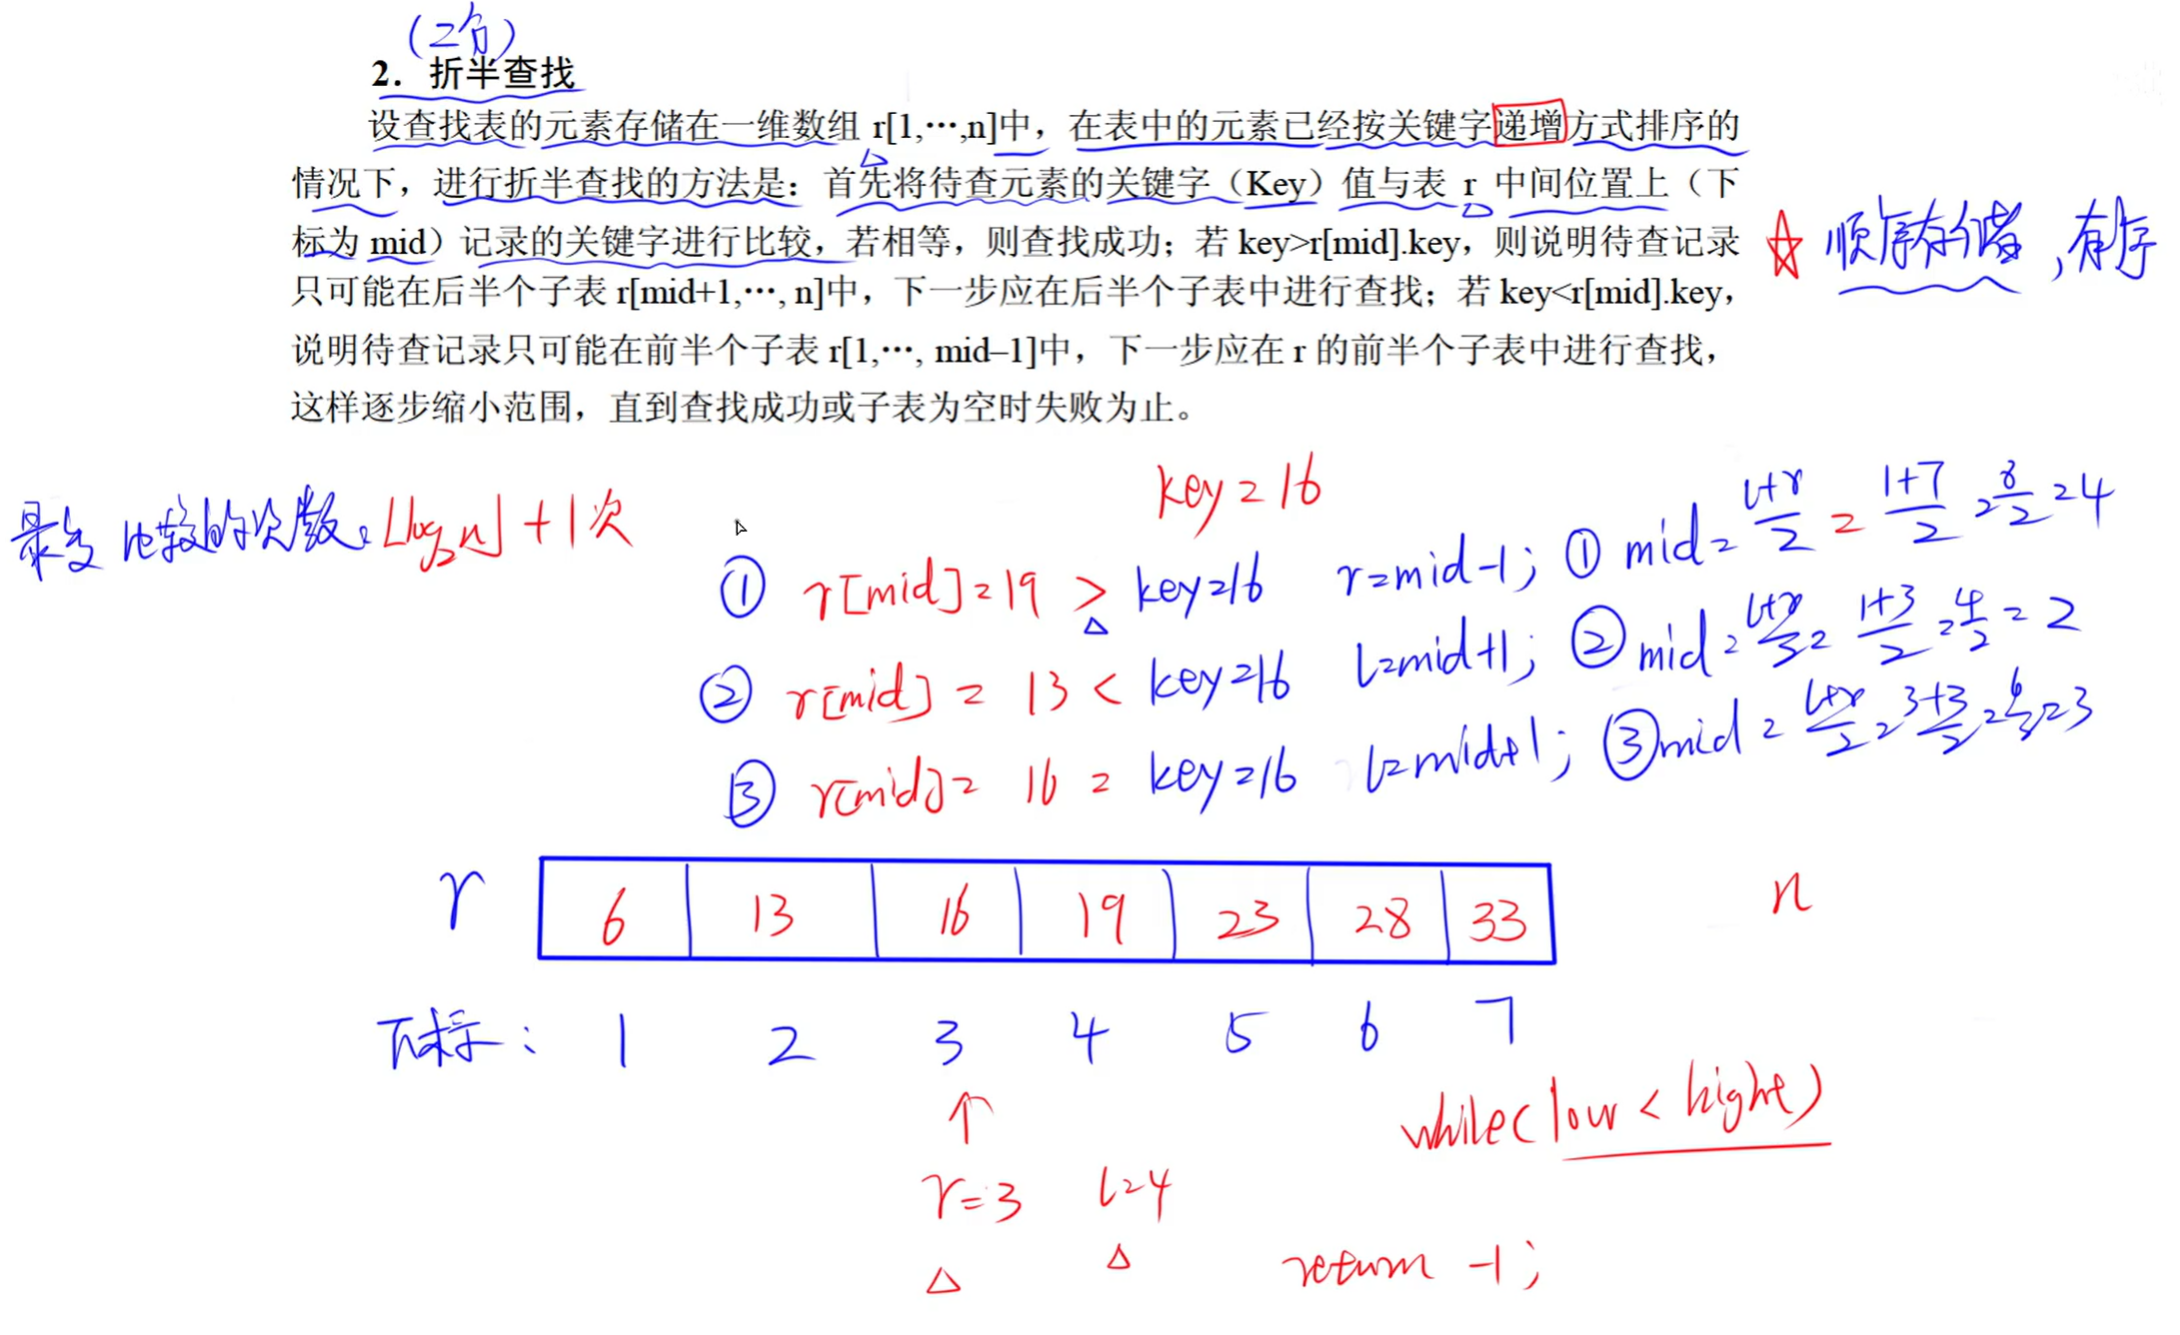 (2分)
2. 折半查找
设查找表的元素存储在一维数组 r[1,…,n]中，在表中的元素已经按关键字递增方式排序的
情况下，进行折半查找的方法是：首先将待查元素的关键字（Key）值与表 r 中间位置上（下
标为 mid）记录的关键字进行比较，若相等，则查找成功；若 key>r[mid].key，则说明待查记录
只可能在后半个子表 r[mid+1,…, n]中，下一步应在后半个子表中进行查找；若 key<r[mid].key，
说明待查记录只可能在前半个子表 r[1,…, mid–1]中，下一步应在 r 的前半个子表中进行查找，
这样逐步缩小范围，直到查找成功或子表为空时失败为止。
☆ 顺序存储，有序
最多比较的次数：⌊log₂n⌋+1次
key=16
① r[mid]=19 > key=16 r=mid-1; ① mid=(l+r)/2=(1+7)/2=8/2=4
② r[mid]=13 < key=16 l=mid+1; ② mid=(l+r)/2=(1+3)/2=4/2=2
③ r[mid]=16 = key=16 l=mid+1; ③ mid=(l+r)/2=(3+3)/2=6/2=3
r 6 13 16 19 23 28 33 n
下标: 1 2 3 4 5 6 7
↑ while(low < hight)
r=3 l=4
return -1;